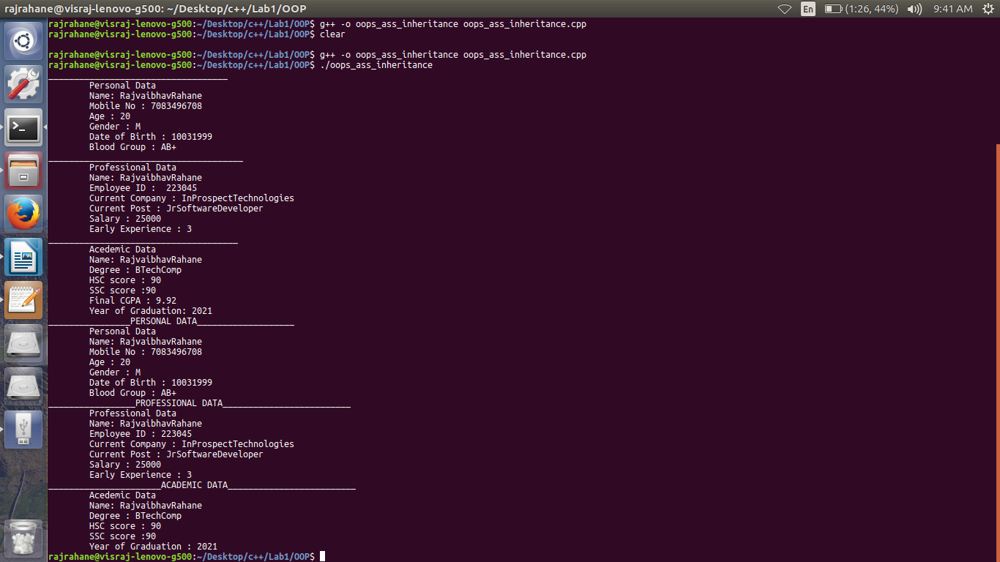 rajrahane@visraj-lenovo-g500: ~/Desktop/c++/Lab1/OOP En (1:26, 44%) 9:41 AM
rajrahane@visraj-lenovo-g500:~/Desktop/c++/Lab1/OOP$ g++ -o oops_ass_inheritance oops_ass_inheritance.cpp
rajrahane@visraj-lenovo-g500:~/Desktop/c++/Lab1/OOP$ clear
rajrahane@visraj-lenovo-g500:~/Desktop/c++/Lab1/OOP$ g++ -o oops_ass_inheritance oops_ass_inheritance.cpp
rajrahane@visraj-lenovo-g500:~/Desktop/c++/Lab1/OOP$ ./oops_ass_inheritance
___________________________________
Personal Data
Name: RajvaibhavRahane
Mobile No : 7083496708
Age : 20
Gender : M
Date of Birth : 10031999
Blood Group : AB+
______________________________________
Professional Data
Name: RajvaibhavRahane
Employee ID :  223045
Current Company : InProspectTechnologies
Current Post : JrSoftwareDeveloper
Salary : 25000
Early Experience : 3
_____________________________________
Acedemic Data
Name: RajvaibhavRahane
Degree : BTechComp
HSC score : 90
SSC score :90
Final CGPA : 9.92
Year of Graduation: 2021
________________PERSONAL DATA___________________
Personal Data
Name: RajvaibhavRahane
Mobile No : 7083496708
Age : 20
Gender : M
Date of Birth : 10031999
Blood Group : AB+
_________________PROFESSIONAL DATA_________________________
Professional Data
Name: RajvaibhavRahane
Employee ID : 223045
Current Company : InProspectTechnologies
Current Post : JrSoftwareDeveloper
Salary : 25000
Early Experience : 3
______________________ACADEMIC DATA_________________________
Acedemic Data
Name: RajvaibhavRahane
Degree : BTechComp
HSC score : 90
SSC score :90
Year of Graduation : 2021
rajrahane@visraj-lenovo-g500:~/Desktop/c++/Lab1/OOP$